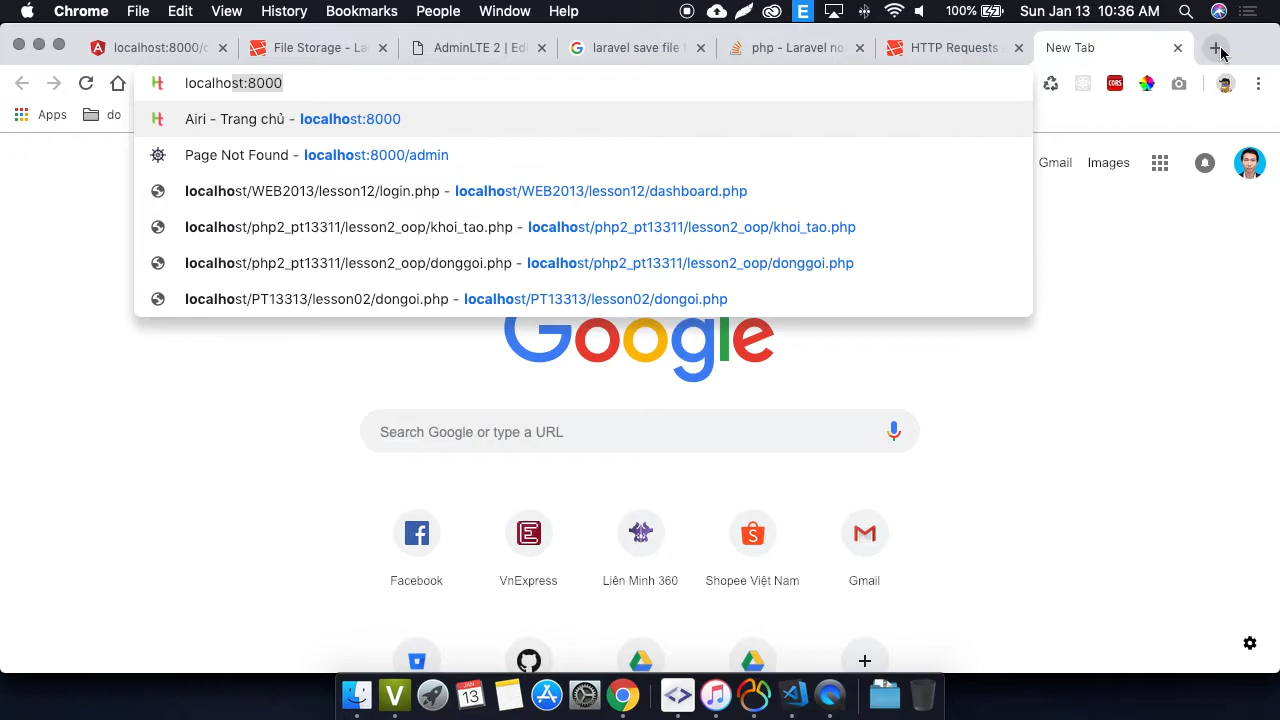 Chrome File Edit View History Bookmarks People Window Help 100% Sun Jan 13 10:36 AM
localhost:8000/c File Storage - La AdminLTE 2 | Edi laravel save file f php - Laravel no HTTP Requests New Tab
localhost:8000
Airi - Trang chủ - localhost:8000
Apps do
Page Not Found - localhost:8000/admin
Gmail Images
localhost/WEB2013/lesson12/login.php - localhost/WEB2013/lesson12/dashboard.php
localhost/php2_pt13311/lesson2_oop/khoi_tao.php - localhost/php2_pt13311/lesson2_oop/khoi_tao.php
localhost/php2_pt13311/lesson2_oop/donggoi.php - localhost/php2_pt13311/lesson2_oop/donggoi.php
localhost/PT13313/lesson02/dongoi.php - localhost/PT13313/lesson02/dongoi.php
Google
Search Google or type a URL
Facebook VnExpress Liên Minh 360 Shopee Việt Nam Gmail